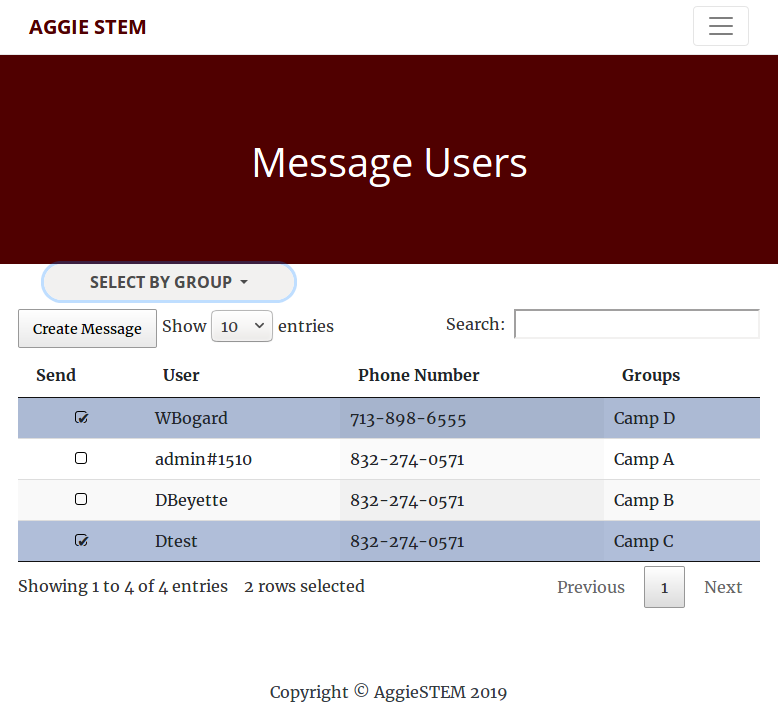 AGGIE STEM
Message Users
SELECT BY GROUP
Create Message Show 10 entries Search:
Send User Phone Number Groups
WBogard 713-898-6555 Camp D
admin#1510 832-274-0571 Camp A
DBeyette 832-274-0571 Camp B
Dtest 832-274-0571 Camp C
Showing 1 to 4 of 4 entries 2 rows selected Previous 1 Next
Copyright © AggieSTEM 2019